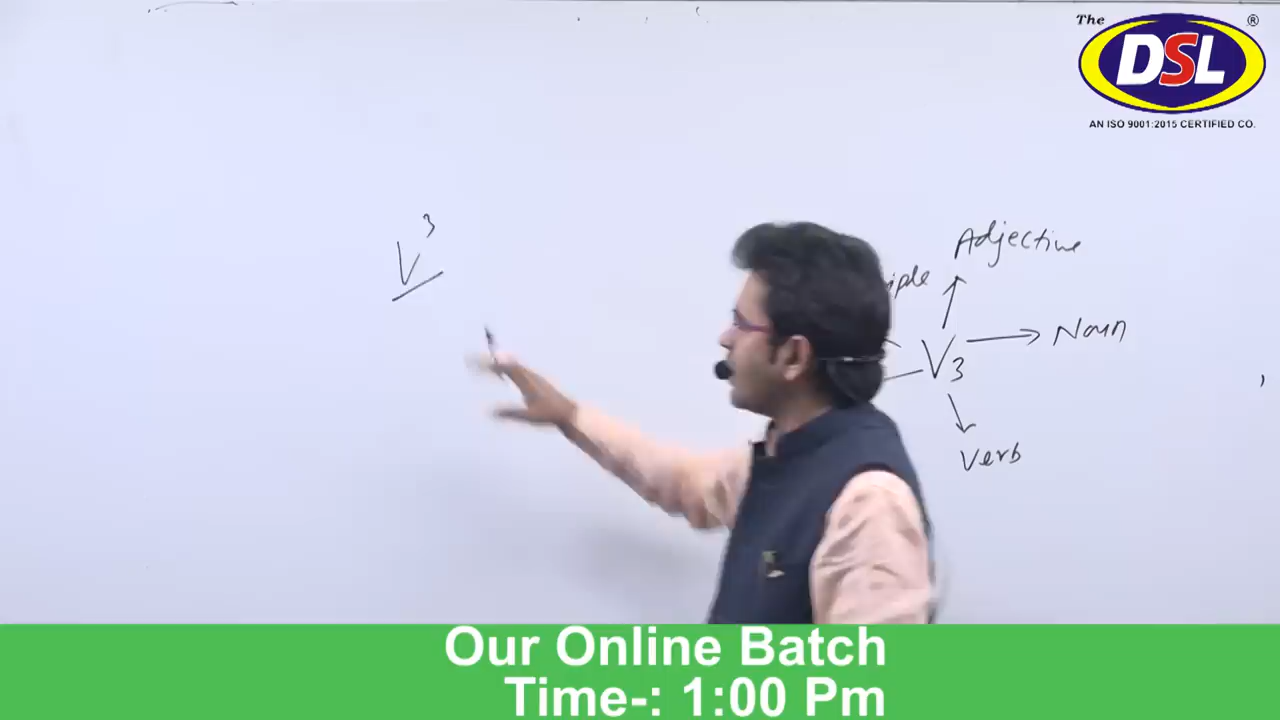 The
DSL
®
AN ISO 9001:2015 CERTIFIED CO.
V³
Adjective
Noun
V3
Verb
Our Online Batch
Time-: 1:00 Pm